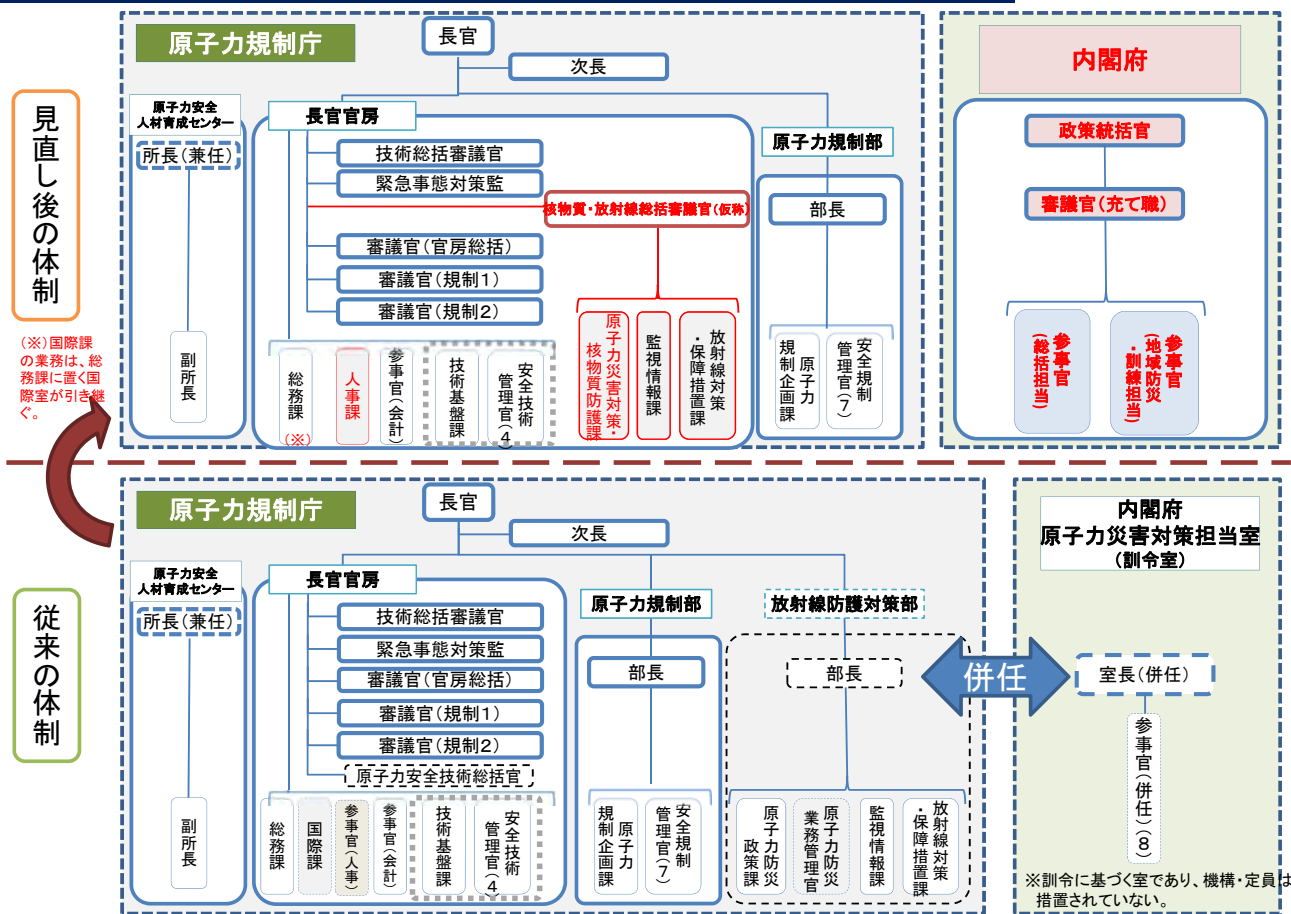 見直し後の体制
(※)国際課
の業務は、総
務課に置く国
際室が引き継
ぐ。
原子力規制庁
長官
次長
原子力安全
人材育成センター
所長(兼任)
副所長
長官官房
技術総括審議官
緊急事態対策監
核物質・放射線総括審議官(仮称)
審議官(官房総括)
審議官(規制1)
審議官(規制2)
総務課
(※)
人事課
参事官(会計)
技術基盤課
安全技術
管理官(4)
原子力災害対策・
核物質防護課
監視情報課
放射線対策
・保障措置課
原子力規制部
部長
原子力
規制企画課
安全規制
管理官(7)
内閣府
政策統括官
審議官(充て職)
参事官
(総括担当)
参事官
(地域防災
・訓練担当)
従来の体制
原子力規制庁
長官
次長
原子力安全
人材育成センター
所長(兼任)
副所長
長官官房
技術総括審議官
緊急事態対策監
審議官(官房総括)
審議官(規制1)
審議官(規制2)
原子力安全技術総括官
総務課
国際課
参事官(人事)
参事官(会計)
技術基盤課
安全技術
管理官(4)
原子力規制部
部長
原子力
規制企画課
安全規制
管理官(7)
放射線防護対策部
部長
原子力防災
政策課
原子力防災
業務管理官
監視情報課
放射線対策
・保障措置課
併任
内閣府
原子力災害対策担当室
(訓令室)
室長(併任)
参事官(併任)(8)
※訓令に基づく室であり、機構・定員は
措置されていない。